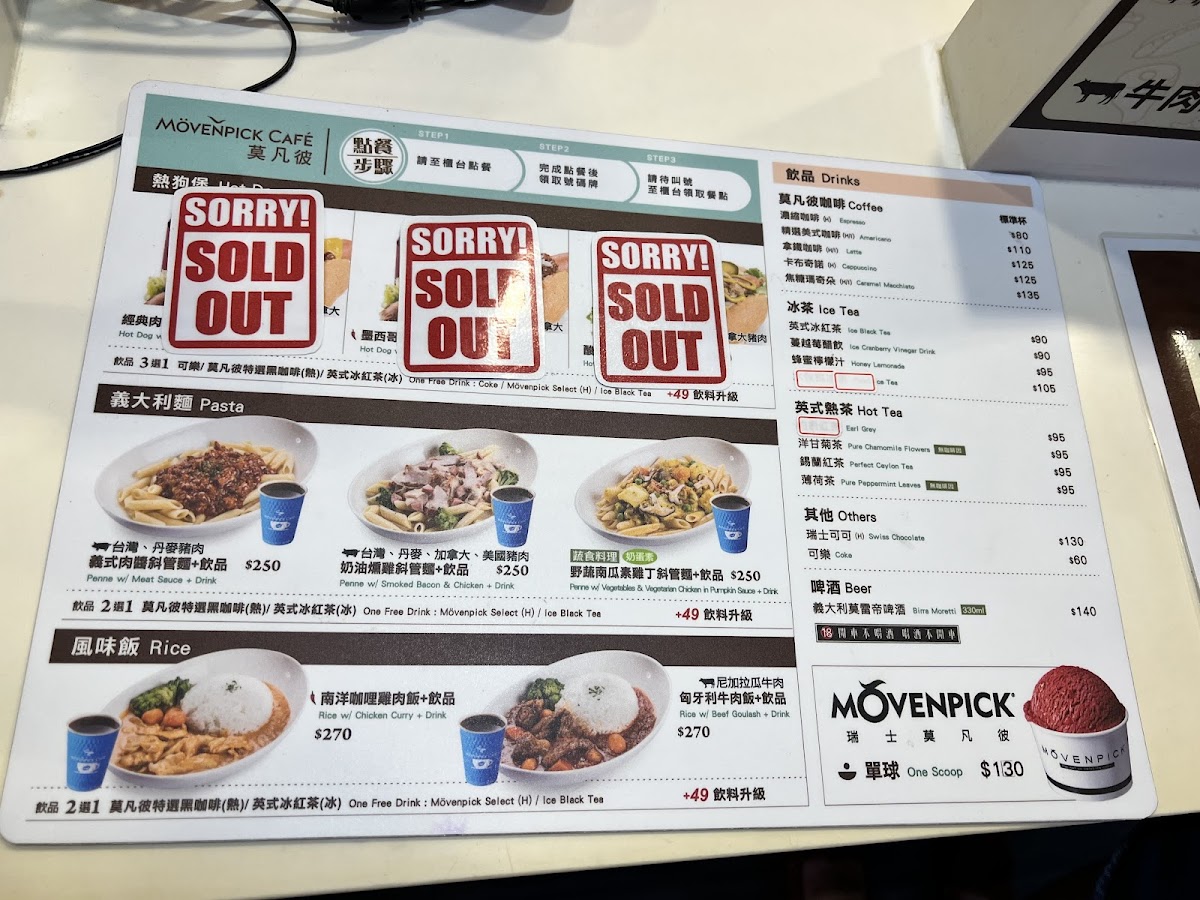 MÖVENPICK CAFÉ
莫凡彼
點餐
步驟
STEP1
請至櫃台點餐
STEP2
完成點餐後
領取號碼牌
STEP3
請待叫號
至櫃台領取餐點
熱狗堡
SORRY!
SOLD
OUT
SORRY!
SOLD
OUT
SORRY!
SOLD
OUT
經典肉
Hot Dog
墨西哥
Hot Do
酸
拿大豬肉
飲品 3選1 可樂/ 莫凡彼特選黑咖啡(熱)/ 英式冰紅茶(冰) One Free Drink : Coke / Mövenpick Select (H) / Ice Black Tea +49 飲料升級
義大利麵 Pasta
台灣、丹麥豬肉
義式肉醬斜管麵+飲品 $250
Penne w/ Meat Sauce + Drink
台灣、丹麥、加拿大、美國豬肉
奶油燻雞斜管麵+飲品 $250
Penne w/ Smoked Bacon & Chicken + Drink
蔬食料理 奶蛋素
野蔬南瓜素雞丁斜管麵+飲品 $250
Penne w/ Vegetables & Vegetarian Chicken in Pumpkin Sauce + Drink
飲品 2選1 莫凡彼特選黑咖啡(熱)/ 英式冰紅茶(冰) One Free Drink : Mövenpick Select (H) / Ice Black Tea +49 飲料升級
風味飯 Rice
南洋咖哩雞肉飯+飲品
Rice w/ Chicken Curry + Drink
$270
尼加拉瓜牛肉
匈牙利牛肉飯+飲品
Rice w/ Beef Goulash + Drink
$270
飲品 2選1 莫凡彼特選黑咖啡(熱)/ 英式冰紅茶(冰) One Free Drink : Mövenpick Select (H) / Ice Black Tea +49 飲料升級
飲品 Drinks
莫凡彼咖啡 Coffee 標準杯
濃縮咖啡 (H) Espresso $80
精選美式咖啡 (H/I) Americano $110
拿鐵咖啡 (H/I) Latte $125
卡布奇諾 (H) Cappuccino $125
焦糖瑪奇朵 (H/I) Caramel Macchiato $135
冰茶 Ice Tea
英式冰紅茶 Ice Black Tea $90
蔓越莓醋飲 Ice Cranberry Vinegar Drink $90
蜂蜜檸檬汁 Honey Lemonade $95
ce Tea $105
英式熱茶 Hot Tea
Earl Grey $95
洋甘菊茶 Pure Chamomile Flowers 無咖啡因 $95
錫蘭紅茶 Perfect Ceylon Tea $95
薄荷茶 Pure Peppermint Leaves 無咖啡因 $95
其他 Others
瑞士可可 (H) Swiss Chocolate $130
可樂 Coke $60
啤酒 Beer
義大利莫雷帝啤酒 Birra Moretti 330ml $140
18 開車不喝酒 喝酒不開車
MÖVENPICK
瑞士莫凡彼
單球 One Scoop $130
MÖVENPICK
牛肉